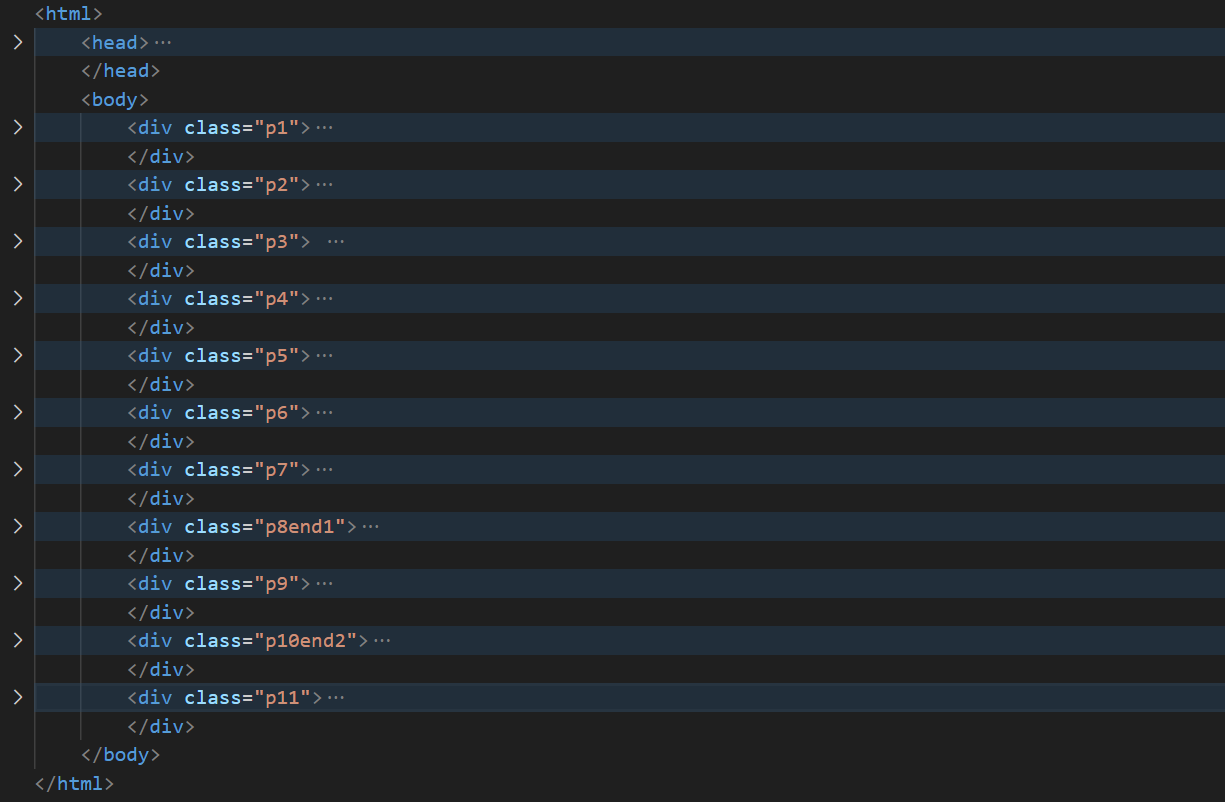 <html>
<head>···
</head>
<body>
<div class="p1">···
</div>
<div class="p2">···
</div>
<div class="p3"> ···
</div>
<div class="p4">···
</div>
<div class="p5">···
</div>
<div class="p6">···
</div>
<div class="p7">···
</div>
<div class="p8end1">···
</div>
<div class="p9">···
</div>
<div class="p10end2">···
</div>
<div class="p11">···
</div>
</body>
</html>